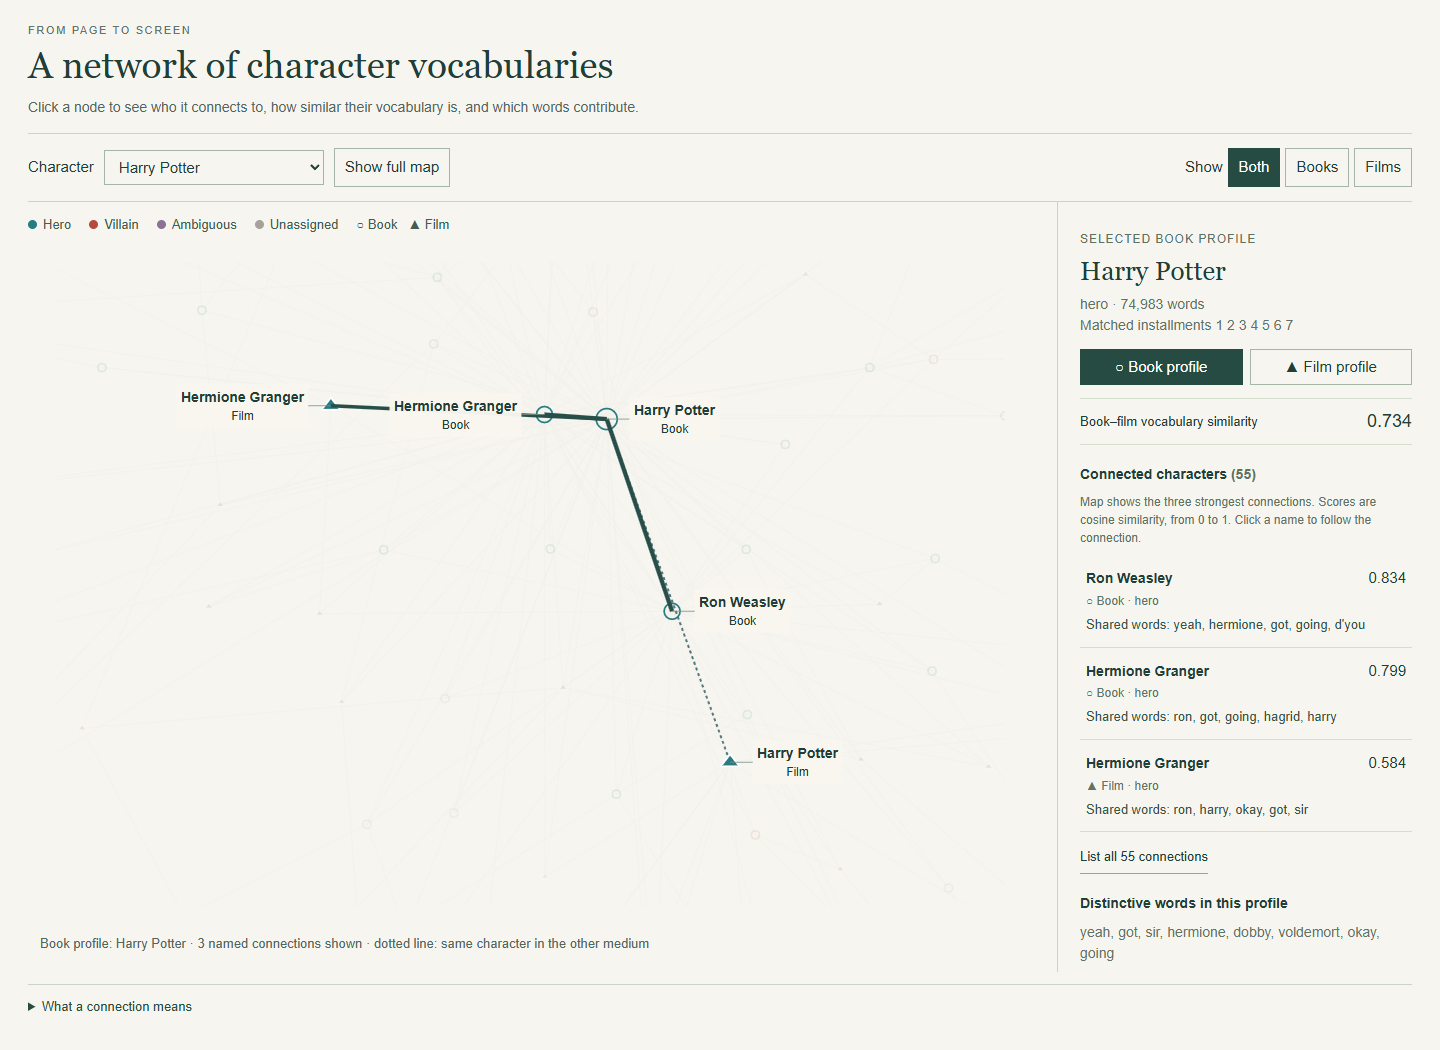 FROM PAGE TO SCREEN
A network of character vocabularies
Click a node to see who it connects to, how similar their vocabulary is, and which words contribute.
Character Harry Potter Show full map Show Both Books Films
● Hero ● Villain ● Ambiguous ● Unassigned ○ Book ▲ Film
Hermione Granger
Film
Hermione Granger
Book
Harry Potter
Book
Ron Weasley
Book
Harry Potter
Film
Book profile: Harry Potter · 3 named connections shown · dotted line: same character in the other medium
SELECTED BOOK PROFILE
Harry Potter
hero · 74,983 words
Matched installments 1 2 3 4 5 6 7
○ Book profile ▲ Film profile
Book–film vocabulary similarity 0.734
Connected characters (55)
Map shows the three strongest connections. Scores are
cosine similarity, from 0 to 1. Click a name to follow the
connection.
Ron Weasley 0.834
○ Book · hero
Shared words: yeah, hermione, got, going, d'you
Hermione Granger 0.799
○ Book · hero
Shared words: ron, got, going, hagrid, harry
Hermione Granger 0.584
▲ Film · hero
Shared words: ron, harry, okay, got, sir
List all 55 connections
Distinctive words in this profile
yeah, got, sir, hermione, dobby, voldemort, okay,
going
▶ What a connection means